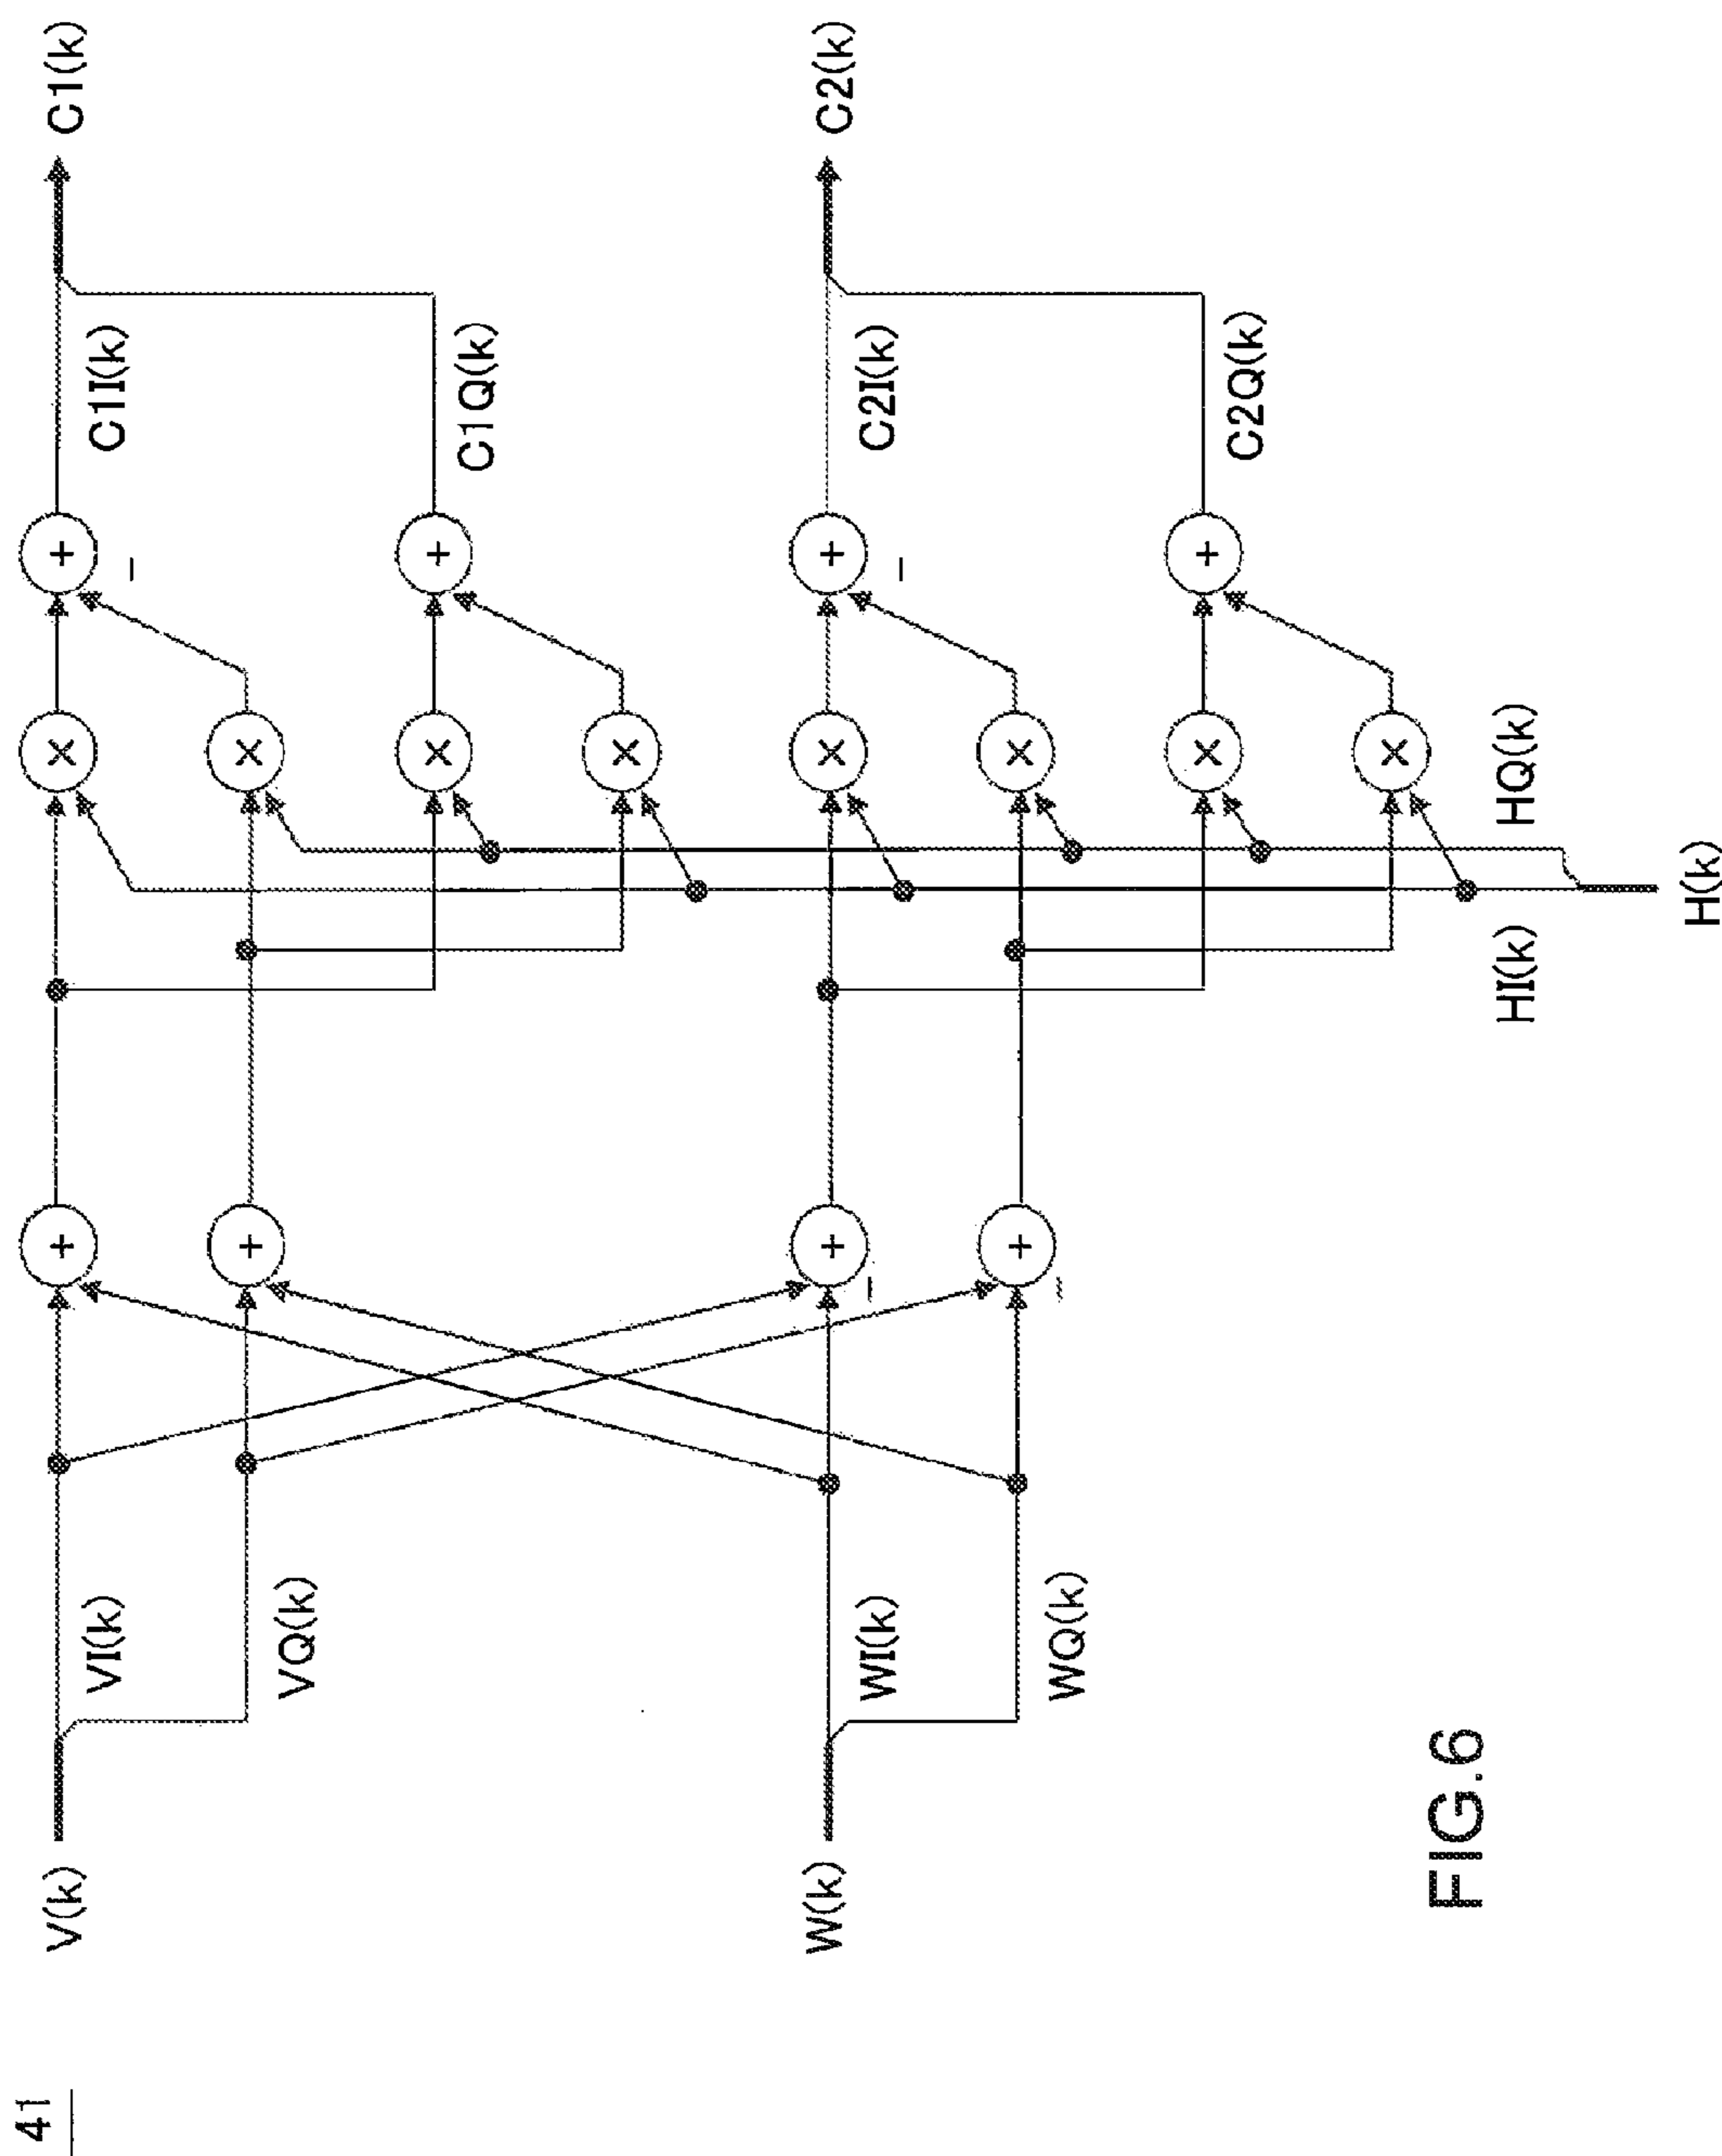 41
V(k)
VI(k)
VQ(k)
W(k)
WI(k)
WQ(k)
+
+
+
−
+
−
×
×
×
×
×
×
×
×
+
−
+
+
−
+
C1I(k)
C1Q(k)
C2I(k)
C2Q(k)
C1(k)
C2(k)
HI(k)
HQ(k)
H(k)
FIG.6